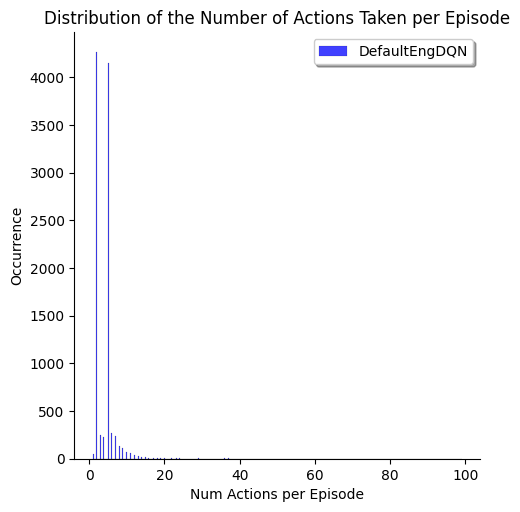 Distribution of the Number of Actions Taken per Episode
DefaultEngDQN
4000
3500
3000
2500
2000
1500
1000
500
0
Occurrence
0 20 40 60 80 100
Num Actions per Episode